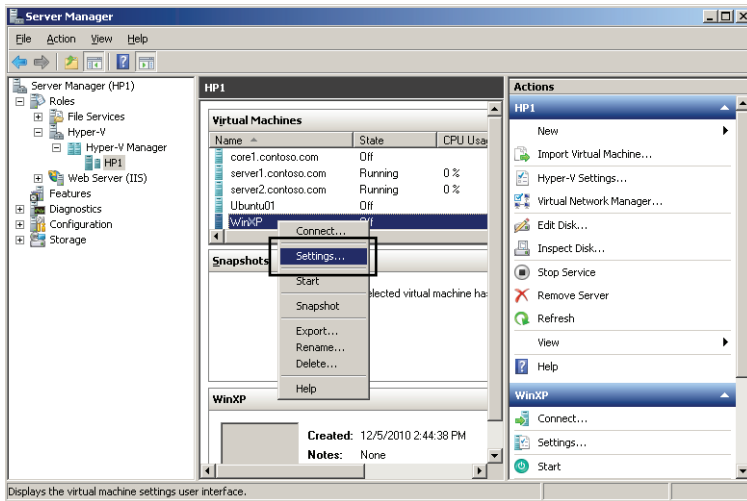 Server Manager
File Action View Help
Server Manager (HP1)
Roles
File Services
Hyper-V
Hyper-V Manager
HP1
Web Server (IIS)
Features
Diagnostics
Configuration
Storage
HP1
Virtual Machines
Name State CPU Usa
core1.contoso.com Off
server1.contoso.com Running 0 %
server2.contoso.com Running 0 %
Ubuntu01 Off
WinXP Off
Snapshots
elected virtual machine ha
Connect...
Settings...
Start
Snapshot
Export...
Rename...
Delete...
Help
WinXP
Created: 12/5/2010 2:44:38 PM
Notes: None
Actions
HP1
New
Import Virtual Machine...
Hyper-V Settings...
Virtual Network Manager...
Edit Disk...
Inspect Disk...
Stop Service
Remove Server
Refresh
View
Help
WinXP
Connect...
Settings...
Start
Displays the virtual machine settings user interface.